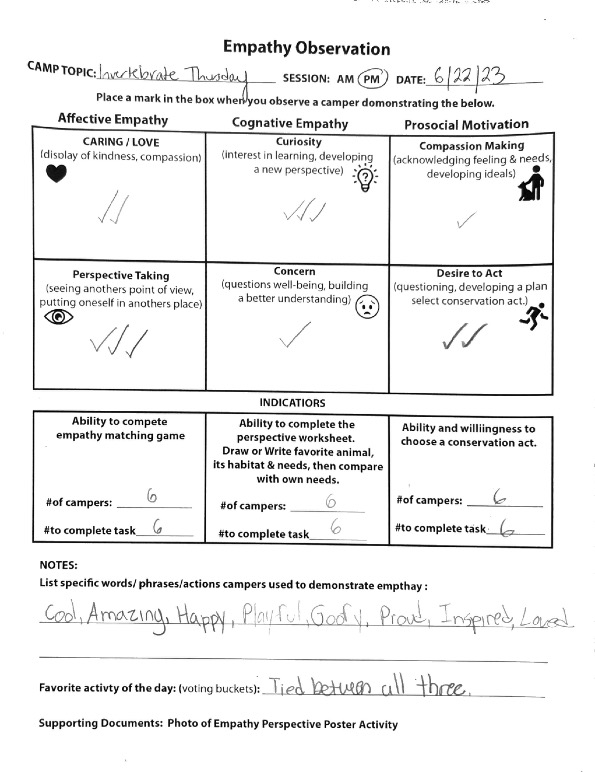 Empathy Observation
CAMP TOPIC: Invertebrate Thursday SESSION: AM PM DATE: 6/22/23
Place a mark in the box when you observe a camper domonstrating the below.
Affective Empathy Cognative Empathy Prosocial Motivation
CARING / LOVE
(display of kindness, compassion)
Curiosity
(interest in learning, developing
a new perspective)
Compassion Making
(acknowledging feeling & needs,
developing ideals)
Perspective Taking
(seeing anothers point of view,
putting oneself in anothers place)
Concern
(questions well-being, building
a better understanding)
Desire to Act
(questioning, developing a plan
select conservation act.)
INDICATIORS
Ability to compete
empathy matching game
#of campers: 6
#to complete task 6
Ability to complete the
perspective worksheet.
Draw or Write favorite animal,
its habitat & needs, then compare
with own needs.
#of campers: 6
#to complete task 6
Ability and williingness to
choose a conservation act.
#of campers: 6
#to complete task 6
NOTES:
List specific words/ phrases/actions campers used to demonstrate empthay :
Cool, Amazing, Happy, Playful, Goofy, Proud, Inspired, Loved
Favorite activty of the day: (voting buckets): Tied between all three.
Supporting Documents: Photo of Empathy Perspective Poster Activity